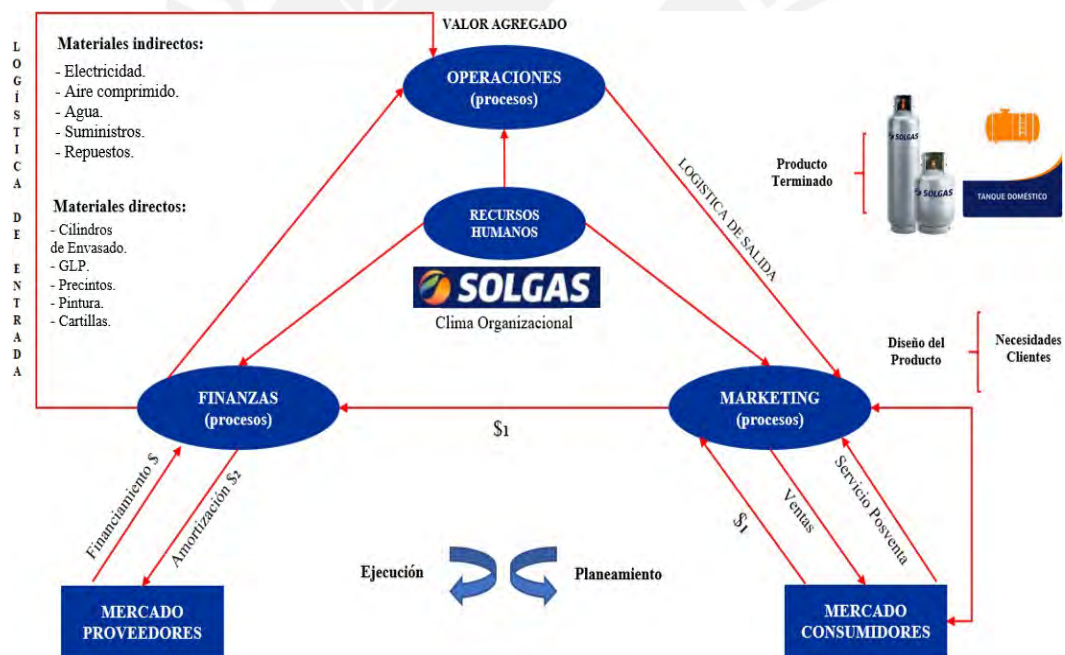 VALOR AGREGADO
LOGÍSTICA DE ENTRADA
Materiales indirectos:
- Electricidad.
- Aire comprimido.
- Agua.
- Suministros.
- Repuestos.
Materiales directos:
- Cilindros
de Envasado.
- GLP.
- Precintos.
- Pintura.
- Cartillas.
OPERACIONES
(procesos)
RECURSOS
HUMANOS
SOLGAS
Clima Organizacional
LOGISTICA DE SALIDA
Producto
Terminado
SOLGAS
SOLGAS
TANQUE DOMÉSTICO
Diseño del
Producto
Necesidades
Clientes
FINANZAS
(procesos)
$1
MARKETING
(procesos)
Financiamiento $
Amortización $2
$1
Ventas
Servicio Posventa
Ejecución
Planeamiento
MERCADO
PROVEEDORES
MERCADO
CONSUMIDORES